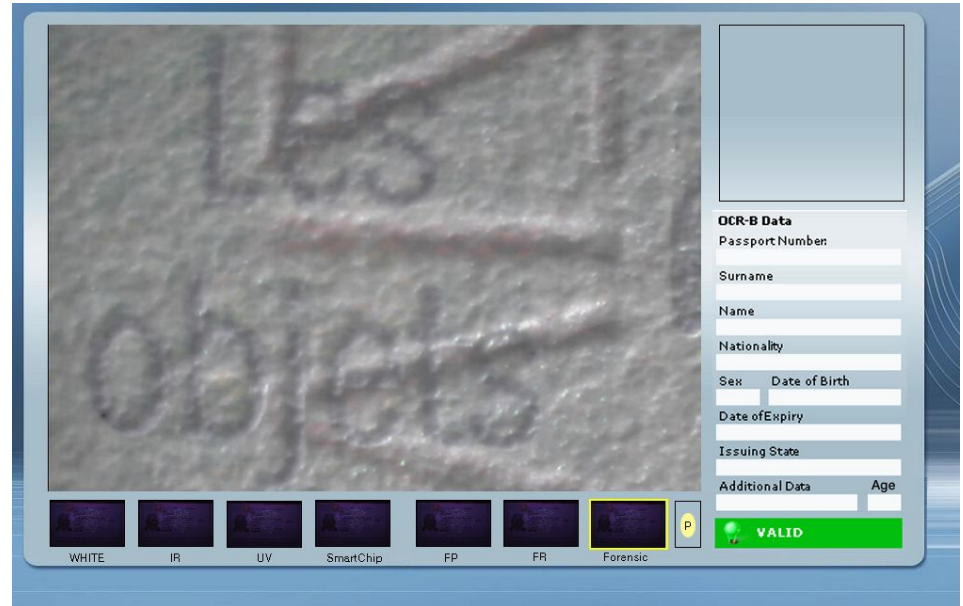 Les
objets
OCR-B Data
Passport Number:
Surname
Name
Nationality
Sex Date of Birth
Date of Expiry
Issuing State
Additional Data Age
VALID
P
WHITE IR UV SmartChip FP FR Forensic